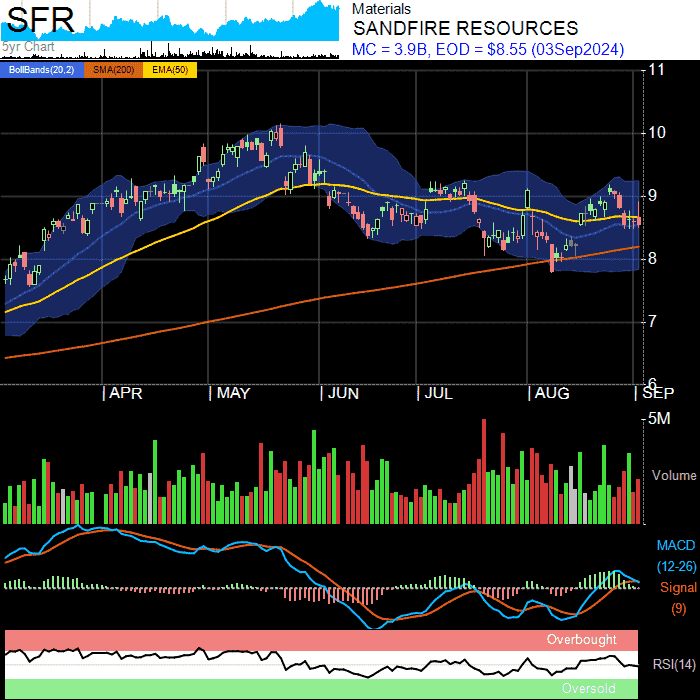 SFR
5yr Chart
Materials
SANDFIRE RESOURCES
MC = 3.9B, EOD = $8.55 (03Sep2024)
BollBands(20,2) SMA(200) EMA(50)
11
10
9
8
7
6
APR MAY JUN JUL AUG SEP
5M
Volume
MACD
(12-26)
Signal
(9)
Overbought
RSI(14)
Oversold